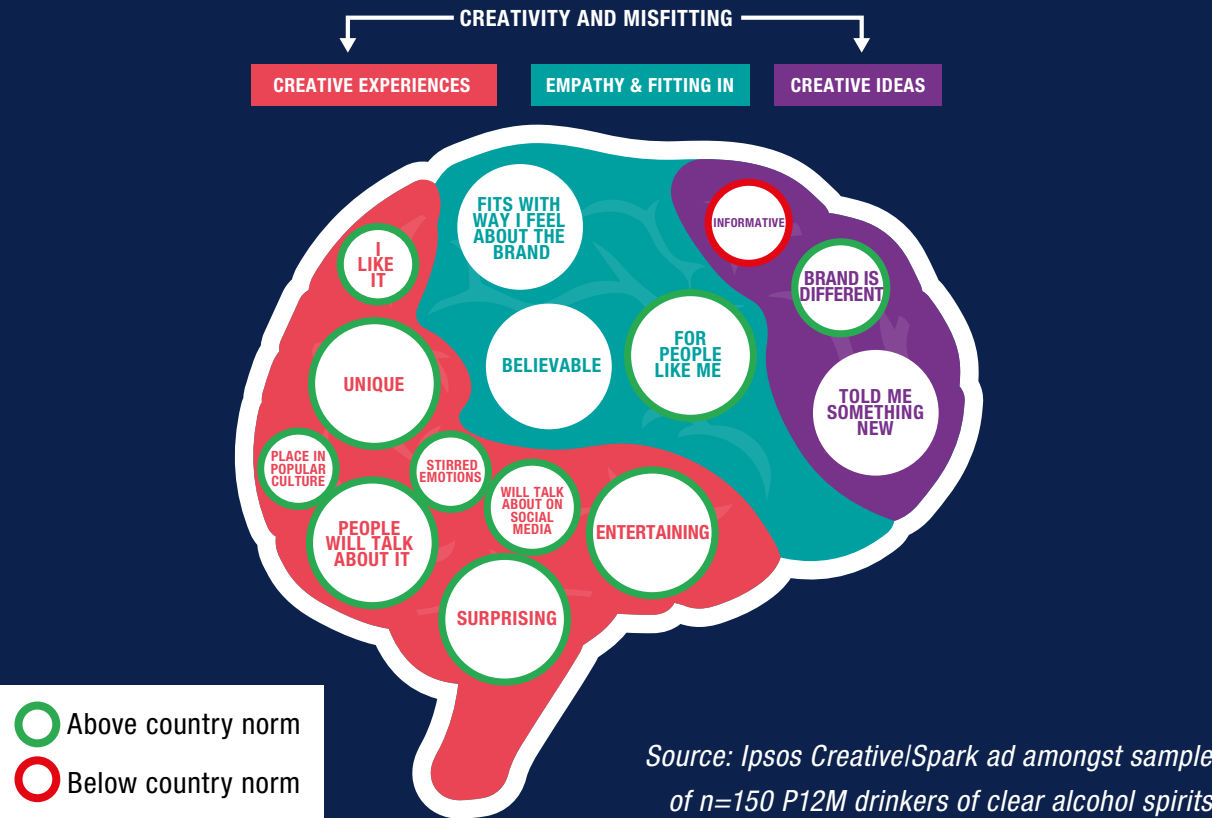 CREATIVITY AND MISFITTING
CREATIVE EXPERIENCES
EMPATHY & FITTING IN
CREATIVE IDEAS
FITS WITH
WAY I FEEL
ABOUT THE
BRAND
INFORMATIVE
I
LIKE
IT
BRAND IS
DIFFERENT
UNIQUE
BELIEVABLE
FOR
PEOPLE
LIKE ME
TOLD ME
SOMETHING
NEW
PLACE IN
POPULAR
CULTURE
STIRRED
EMOTIONS
WILL TALK
ABOUT ON
SOCIAL
MEDIA
PEOPLE
WILL TALK
ABOUT IT
ENTERTAINING
SURPRISING
Above country norm
Below country norm
Source: Ipsos Creative|Spark ad amongst sample
of n=150 P12M drinkers of clear alcohol spirits